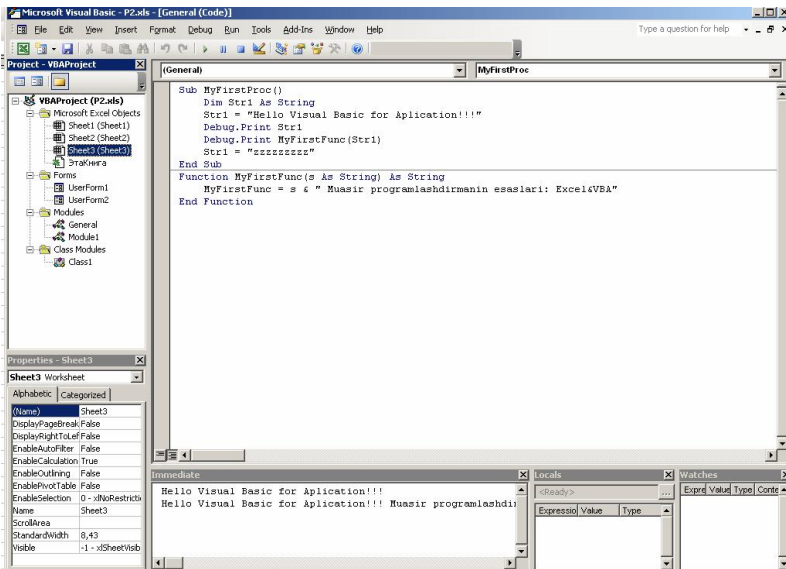 Microsoft Visual Basic - P2.xls - [General (Code)]
File Edit View Insert Format Debug Run Tools Add-Ins Window Help
Type a question for help
Project - VBAProject
VBAProject (P2.xls)
Microsoft Excel Objects
Sheet1 (Sheet1)
Sheet2 (Sheet2)
Sheet3 (Sheet3)
ЭтаКнига
Forms
UserForm1
UserForm2
Modules
General
Module1
Class Modules
Class1
(General)
MyFirstProc
Sub MyFirstProc()
Dim Str1 As String
Str1 = "Hello Visual Basic for Aplication!!!"
Debug.Print Str1
Debug.Print MyFirstFunc(Str1)
Str1 = "zzzzzzzzz"
End Sub
Function MyFirstFunc(s As String) As String
MyFirstFunc = s & " Muasir programlashdirmanin esaslari: Excel&VBA"
End Function
Properties - Sheet3
Sheet3 Worksheet
Alphabetic Categorized
(Name) Sheet3
DisplayPageBreak False
DisplayRightToLef False
EnableAutoFilter False
EnableCalculation True
EnableOutlining False
EnablePivotTable False
EnableSelection 0 - xlNoRestrictio
Name Sheet3
ScrollArea
StandardWidth 8,43
Visible -1 - xlSheetVisib
Immediate
Hello Visual Basic for Aplication!!!
Hello Visual Basic for Aplication!!! Muasir programlashdir
Locals
<Ready>
Expressio Value Type
Watches
Expre Value Type Conte